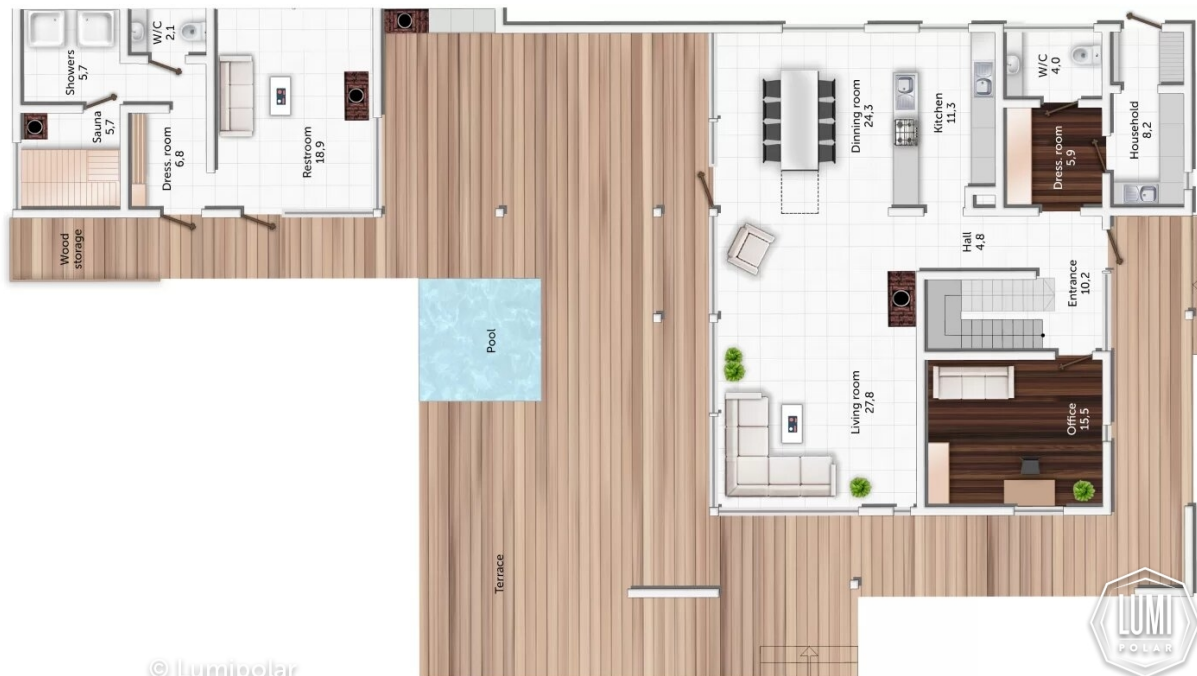 Showers
5,7
W/C
2,1
Sauna
5,7
Dress. room
6,8
Restroom
18,9
Wood
storage
Pool
Terrace
Dinning room
24,3
Kitchen
11,3
W/C
4,0
Dress. room
5,9
Household
8,2
Hall
4,8
Entrance
10,2
Living room
27,8
Office
15,5
LUMI
POLAR
© Lumipolar